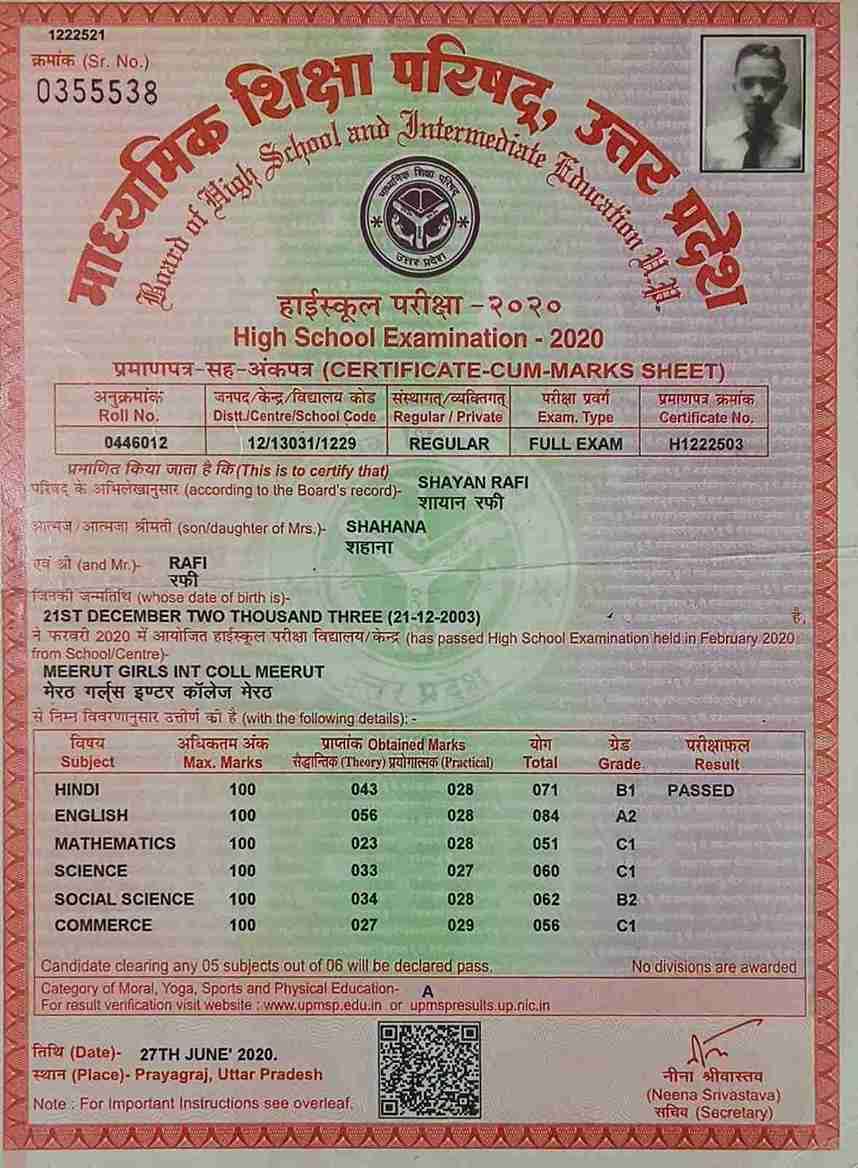 1222521
क्रमांक (Sr. No.)
0355538
माध्यमिक शिक्षा परिषद्, उत्तर प्रदेश
Board of High School and Intermediate Education U.P.
माध्यमिक शिक्षा परिषद्
उत्तर प्रदेश
हाईस्कूल परीक्षा - २०२०
High School Examination - 2020
प्रमाणपत्र-सह-अंकपत्र (CERTIFICATE-CUM-MARKS SHEET)
अनुक्रमांक जनपद/केन्द्र/विद्यालय कोड संस्थागत/व्यक्तिगत परीक्षा प्रवर्ग प्रमाणपत्र क्रमांक
Roll No. Distt./Centre/School Code Regular / Private Exam. Type Certificate No.
0446012 12/13031/1229 REGULAR FULL EXAM H1222503
प्रमाणित किया जाता है कि(This is to certify that)
परिषद के अभिलेखानुसार (according to the Board's record)- SHAYAN RAFI
शायान रफी
आत्मज/आत्मजा श्रीमती (son/daughter of Mrs.)- SHAHANA
शहाना
एवं श्री (and Mr.)- RAFI
रफी
जिनकी जन्मतिथि (whose date of birth is)-
21ST DECEMBER TWO THOUSAND THREE (21-12-2003) है,
ने फरवरी 2020 में आयोजित हाईस्कूल परीक्षा विद्यालय/केन्द्र (has passed High School Examination held in February 2020
from School/Centre)-
MEERUT GIRLS INT COLL MEERUT
मेरठ गर्ल्स इण्टर कॉलेज मेरठ
से निम्न विवरणानुसार उत्तीर्ण की है (with the following details): -
विषय अधिकतम अंक प्राप्तांक Obtained Marks योग ग्रेड परीक्षाफल
Subject Max. Marks सैद्धान्तिक (Theory) प्रयोगात्मक (Practical) Total Grade Result
HINDI 100 043 028 071 B1 PASSED
ENGLISH 100 056 028 084 A2
MATHEMATICS 100 023 028 051 C1
SCIENCE 100 033 027 060 C1
SOCIAL SCIENCE 100 034 028 062 B2
COMMERCE 100 027 029 056 C1
Candidate clearing any 05 subjects out of 06 will be declared pass. No divisions are awarded
Category of Moral, Yoga, Sports and Physical Education- A
For result verification visit website : www.upmsp.edu.in or upmspresults.up.nic.in
तिथि (Date)- 27TH JUNE' 2020.
स्थान (Place)- Prayagraj, Uttar Pradesh
Note : For Important Instructions see overleaf.
नीना श्रीवास्तव
(Neena Srivastava)
सचिव (Secretary)